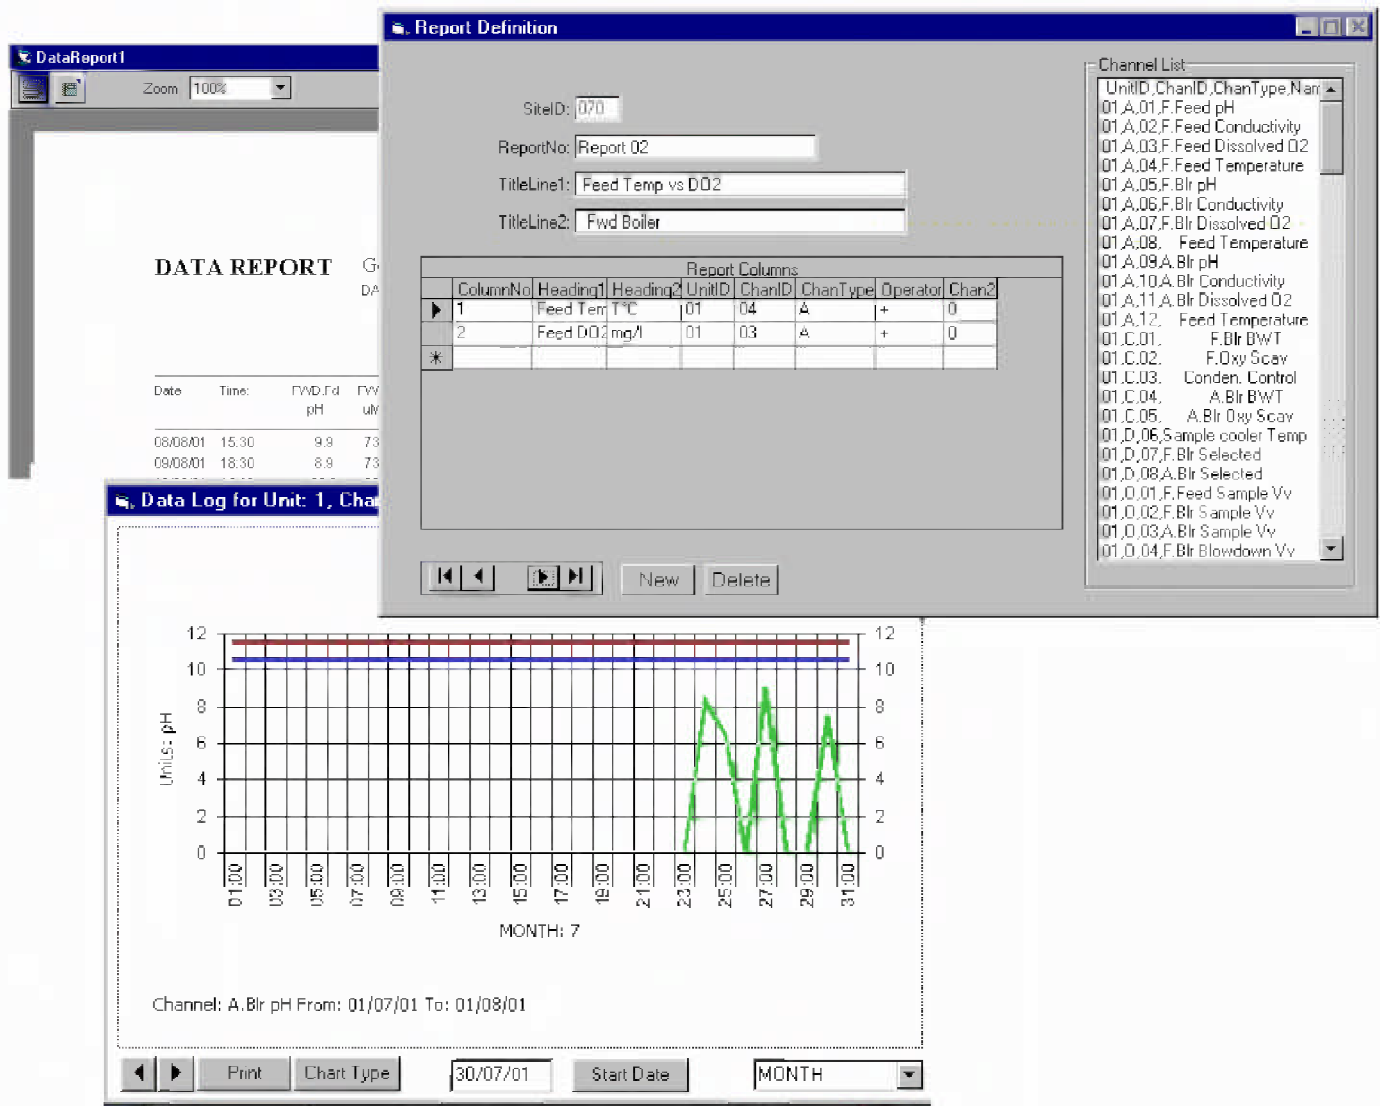 Report Definition
DataReport1
Zoom 100%
SiteID: 070
ReportNo: Report 02
TitleLine1: Feed Temp vs DO2
TitleLine2: Fwd Boiler
Report Columns
ColumnNo Heading1 Heading2 UnitID ChanID ChanType Operator Chan2
1 Feed Tem T°C 01 04 A + 0
2 Feed DO2 mg/l 01 03 A + 0
New Delete
Channel List
UnitID,ChanID,ChanType,Nam
01,A,01,F.Feed pH
01,A,02,F.Feed Conductivity
01,A,03,F.Feed Dissolved O2
01,A,04,F.Feed Temperature
01,A,05,F.Blr pH
01,A,06,F.Blr Conductivity
01,A,07,F.Blr Dissolved O2
01,A,08, Feed Temperature
01,A,09,A.Blr pH
01,A,10,A.Blr Conductivity
01,A,11,A.Blr Dissolved O2
01,A,12, Feed Temperature
01,C,01, F.Blr BWT
01,C,02, F.Oxy Scav
01,C,03, Conden. Control
01,C,04, A.Blr BWT
01,C,05, A.Blr Oxy Scav
01,D,06,Sample cooler Temp
01,D,07,F.Blr Selected
01,D,08,A.Blr Selected
01,O,01,F.Feed Sample Vv
01,O,02,F.Blr Sample Vv
01,O,03,A.Blr Sample Vv
01,O,04,F.Blr Blowdown Vv
DATA REPORT
DA
Date Time: FWD.Fd FW
pH uM
08/08/01 15.30 9.9 73
09/08/01 18.30 8.9 73
Data Log for Unit: 1, Cha
12 12
10 10
8 8
6 6
4 4
2 2
0 0
Units: pH
01:00 03:00 05:00 07:00 09:00 11:00 13:00 15:00 17:00 19:00 21:00 23:00 25:00 27:00 29:00 31:00
MONTH: 7
Channel: A.Blr pH From: 01/07/01 To: 01/08/01
Print Chart Type 30/07/01 Start Date MONTH